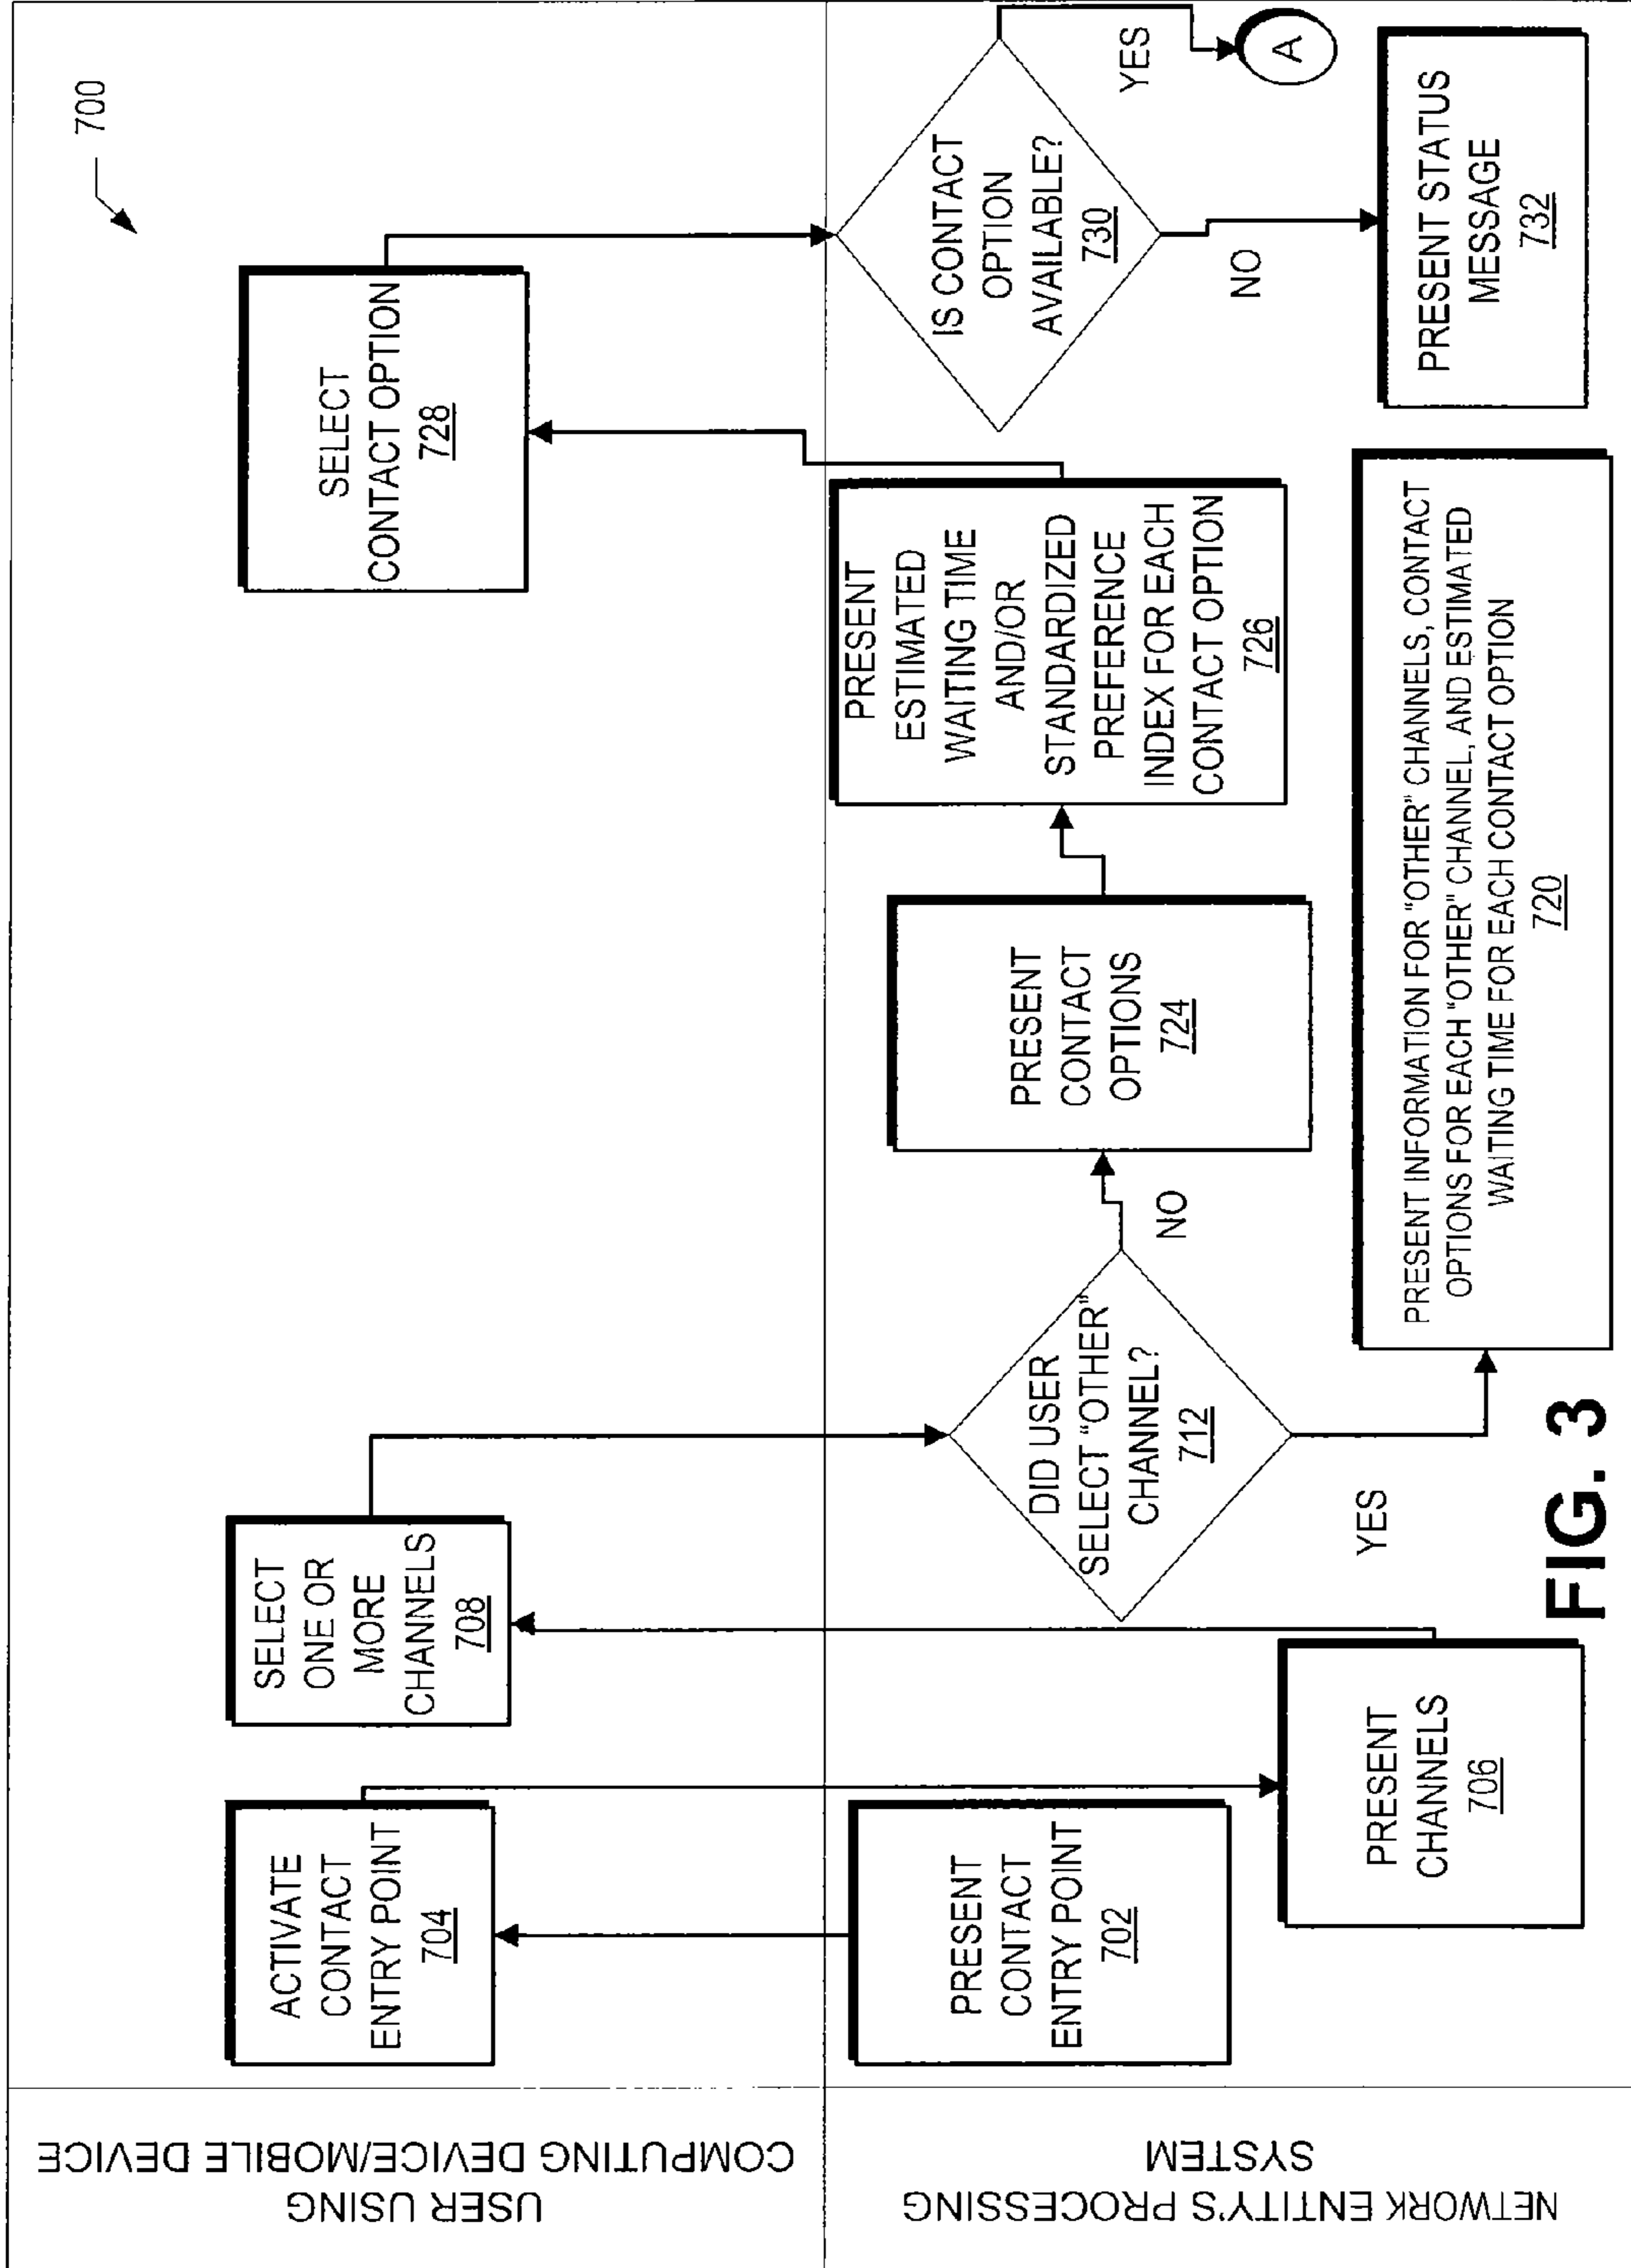 700
USER USING
COMPUTING DEVICE/MOBILE DEVICE
ACTIVATE
CONTACT
ENTRY POINT
704
SELECT
ONE OR
MORE
CHANNELS
708
SELECT
CONTACT OPTION
728
NETWORK ENTITY'S PROCESSING
SYSTEM
PRESENT
CONTACT
ENTRY POINT
702
PRESENT
CHANNELS
706
DID USER
SELECT "OTHER"
CHANNEL?
712
NO
YES
PRESENT
CONTACT
OPTIONS
724
PRESENT
ESTIMATED
WAITING TIME
AND/OR
STANDARDIZED
PREFERENCE
INDEX FOR EACH
CONTACT OPTION
726
IS CONTACT
OPTION
AVAILABLE?
730
YES
A
NO
PRESENT STATUS
MESSAGE
732
PRESENT INFORMATION FOR "OTHER" CHANNELS, CONTACT
OPTIONS FOR EACH "OTHER" CHANNEL, AND ESTIMATED
WAITING TIME FOR EACH CONTACT OPTION
720
FIG. 3